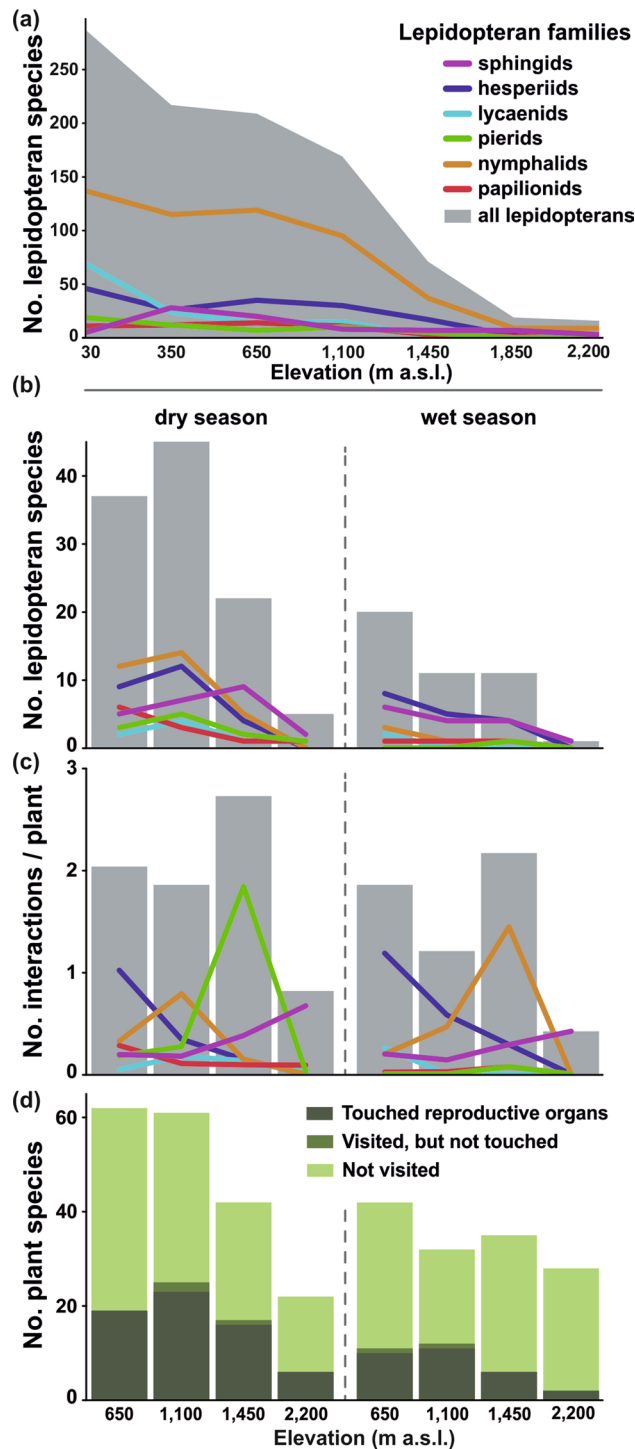 (a)
Lepidopteran families
sphingids
hesperiids
lycaenids
pierids
nymphalids
papilionids
all lepidopterans
No. lepidopteran species
250
200
150
100
50
0
30 350 650 1,100 1,450 1,850 2,200
Elevation (m a.s.l.)
(b)
dry season wet season
No. lepidopteran species
40
30
20
10
0
(c)
No. interactions / plant
3
2
1
0
(d)
Touched reproductive organs
Visited, but not touched
Not visited
No. plant species
60
40
20
0
650 1,100 1,450 2,200 650 1,100 1,450 2,200
Elevation (m a.s.l.)